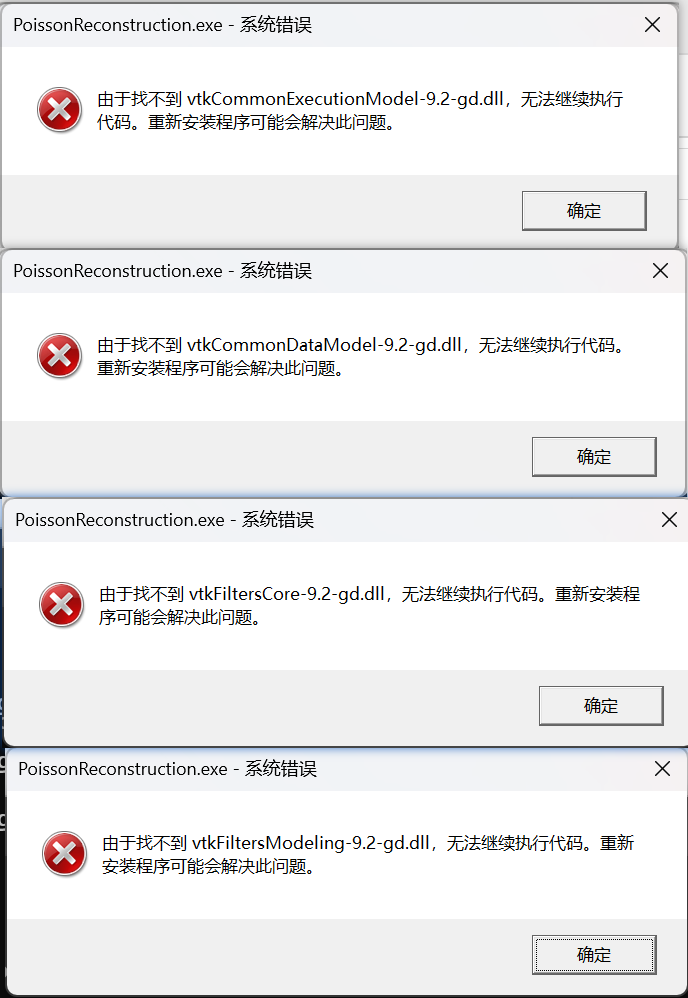 PoissonReconstruction.exe - 系统错误
由于找不到 vtkCommonExecutionModel-9.2-gd.dll，无法继续执行
代码。重新安装程序可能会解决此问题。
确定
PoissonReconstruction.exe - 系统错误
由于找不到 vtkCommonDataModel-9.2-gd.dll，无法继续执行代码。
重新安装程序可能会解决此问题。
确定
PoissonReconstruction.exe - 系统错误
由于找不到 vtkFiltersCore-9.2-gd.dll，无法继续执行代码。重新安装程
序可能会解决此问题。
确定
PoissonReconstruction.exe - 系统错误
由于找不到 vtkFiltersModeling-9.2-gd.dll，无法继续执行代码。重新
安装程序可能会解决此问题。
确定